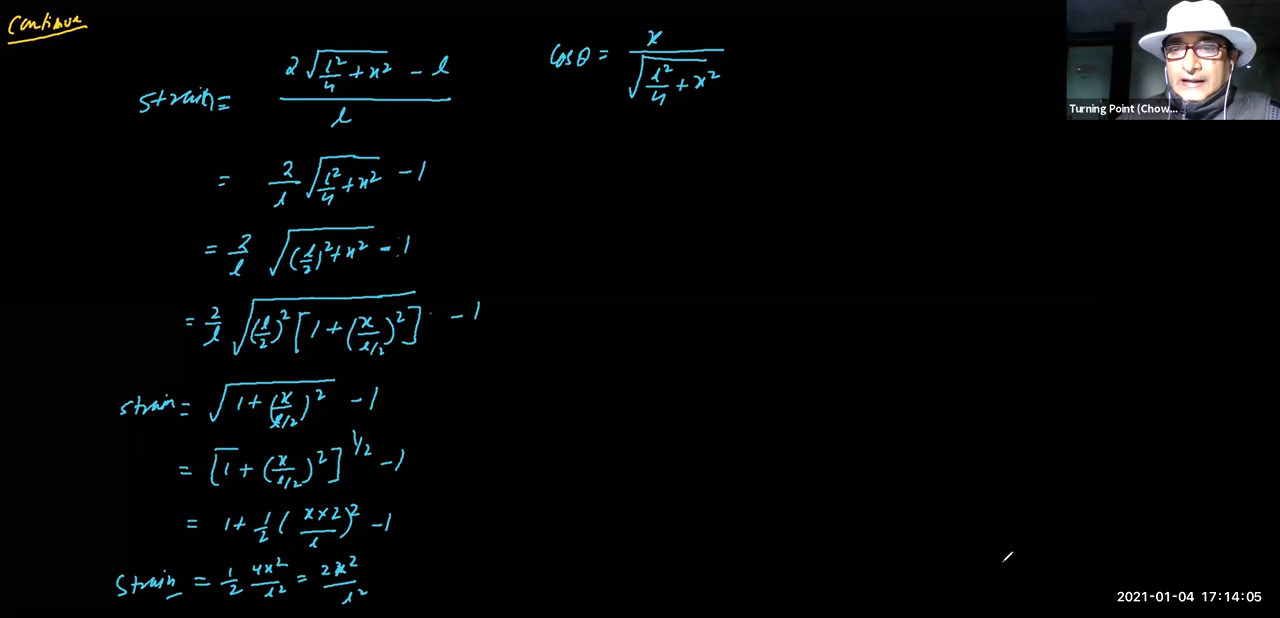 Continue
strain = (2√(l²/4 + x²) − l) / l
cosθ = x / √(l²/4 + x²)
= 2/l √(l²/4 + x²) − 1
= 2/l √((l/2)² + x²) − 1
= 2/l √((l/2)² [1 + (x/(l/2))²]) − 1
strain = √(1 + (x/(l/2))²) − 1
= [1 + (x/(l/2))²]^1/2 − 1
= 1 + 1/2 (x×2/l)² − 1
Strain = 1/2 4x²/l² = 2x²/l²
Turning Point (Chow...
2021-01-04 17:14:05